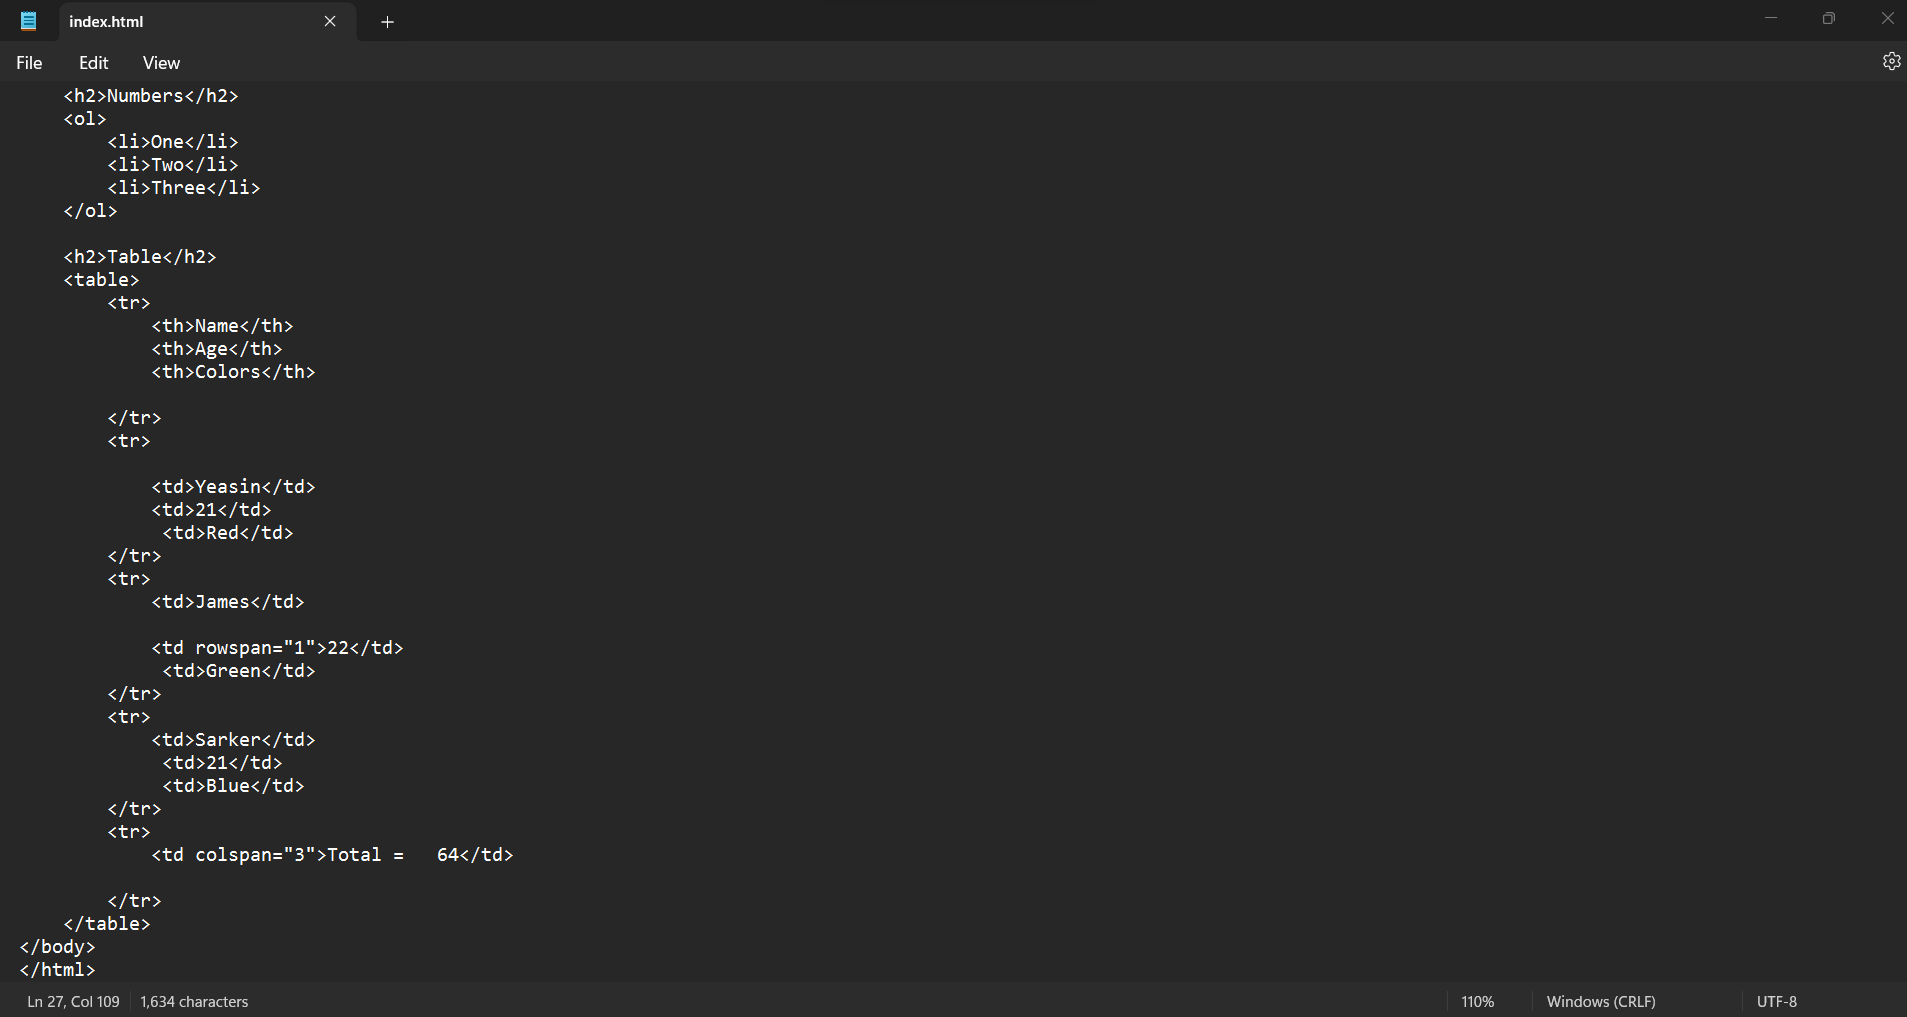 index.html
File Edit View
<h2>Numbers</h2>
<ol>
<li>One</li>
<li>Two</li>
<li>Three</li>
</ol>
<h2>Table</h2>
<table>
<tr>
<th>Name</th>
<th>Age</th>
<th>Colors</th>
</tr>
<tr>
<td>Yeasin</td>
<td>21</td>
<td>Red</td>
</tr>
<tr>
<td>James</td>
<td rowspan="1">22</td>
<td>Green</td>
</tr>
<tr>
<td>Sarker</td>
<td>21</td>
<td>Blue</td>
</tr>
<tr>
<td colspan="3">Total =   64</td>
</tr>
</table>
</body>
</html>
Ln 27, Col 109 1,634 characters 110% Windows (CRLF) UTF-8